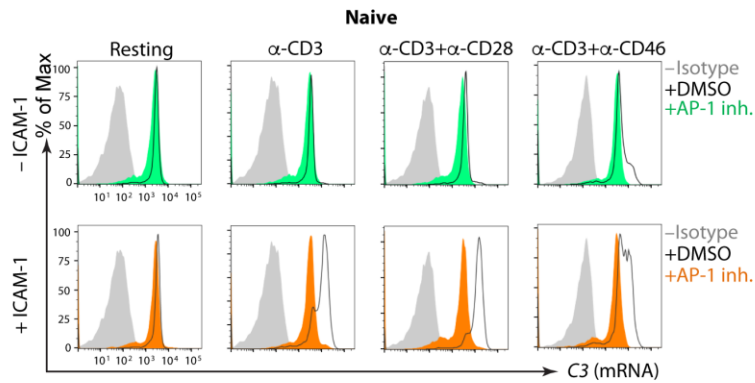 Naive
Resting
α-CD3
α-CD3+α-CD28
α-CD3+α-CD46
% of Max
– ICAM-1
100
75
50
25
0
10¹ 10² 10³ 10⁴ 10⁵
–Isotype
+DMSO
+AP-1 inh.
+ ICAM-1
100
75
50
25
0
10¹ 10² 10³ 10⁴ 10⁵
–Isotype
+DMSO
+AP-1 inh.
C3 (mRNA)